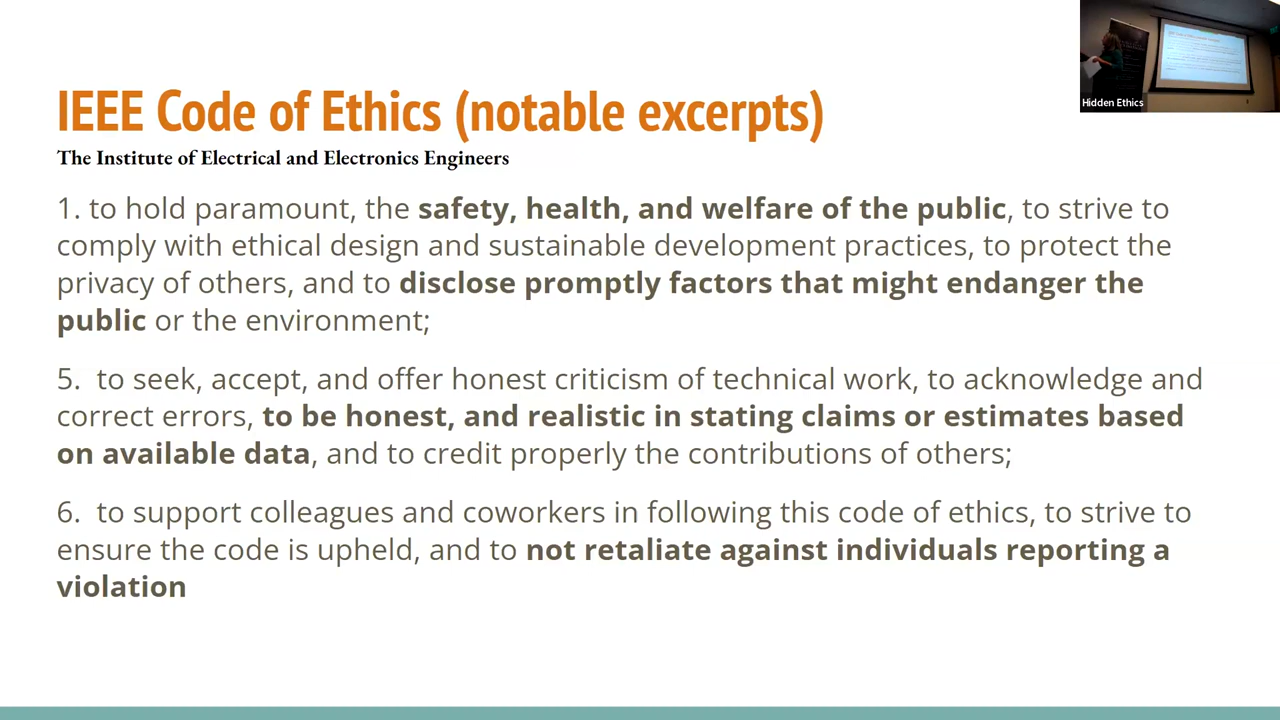 IEEE Code of Ethics (notable excerpts)
The Institute of Electrical and Electronics Engineers
1. to hold paramount, the safety, health, and welfare of the public, to strive to
comply with ethical design and sustainable development practices, to protect the
privacy of others, and to disclose promptly factors that might endanger the
public or the environment;
5.  to seek, accept, and offer honest criticism of technical work, to acknowledge and
correct errors, to be honest, and realistic in stating claims or estimates based
on available data, and to credit properly the contributions of others;
6.  to support colleagues and coworkers in following this code of ethics, to strive to
ensure the code is upheld, and to not retaliate against individuals reporting a
violation
Hidden Ethics